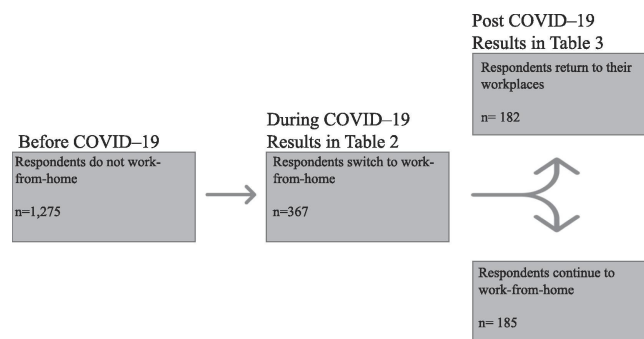 Before COVID–19
Respondents do not work-
from-home
n=1,275
During COVID–19
Results in Table 2
Respondents switch to work-
from-home
n=367
Post COVID–19
Results in Table 3
Respondents return to their
workplaces
n= 182
Respondents continue to
work-from-home
n= 185